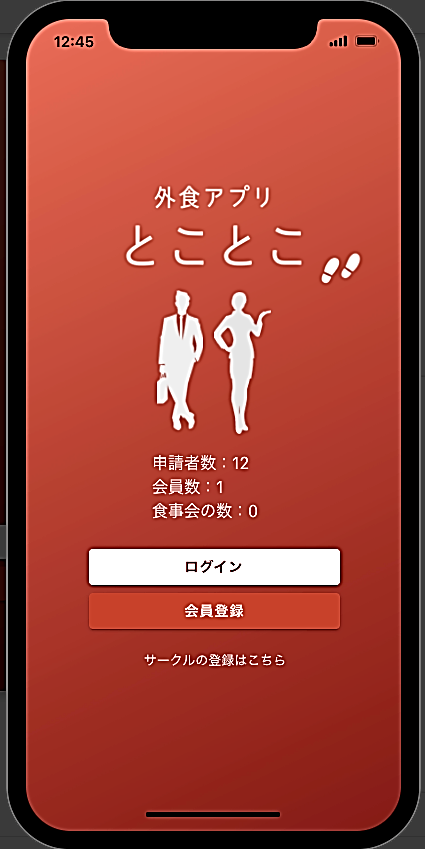 12:45
外食アプリ
とことこ
申請者数：12
会員数：1
食事会の数：0
ログイン
会員登録
サークルの登録はこちら